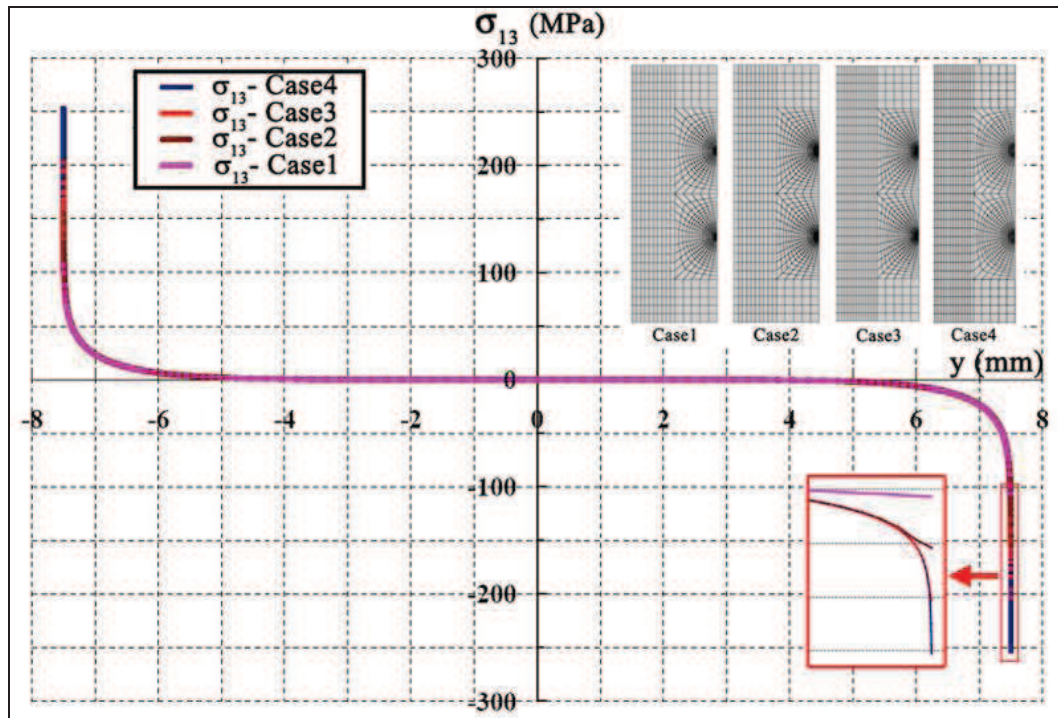 σ13 (MPa)
300
200
100
0
-100
-200
-300
σ13- Case4
σ13- Case3
σ13- Case2
σ13- Case1
Case1 Case2 Case3 Case4
y (mm)
-8 -6 -4 -2 0 2 4 6 8